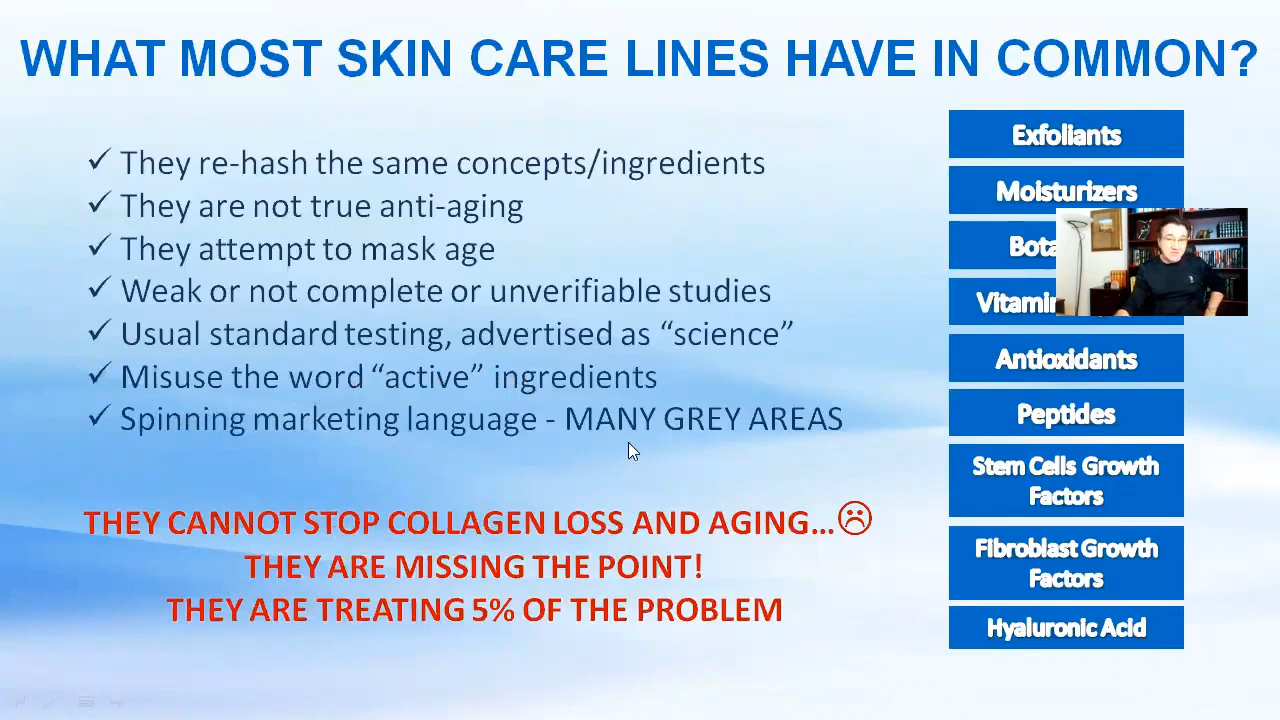 WHAT MOST SKIN CARE LINES HAVE IN COMMON?
✓ They re-hash the same concepts/ingredients
✓ They are not true anti-aging
✓ They attempt to mask age
✓ Weak or not complete or unverifiable studies
✓ Usual standard testing, advertised as “science”
✓ Misuse the word “active” ingredients
✓ Spinning marketing language - MANY GREY AREAS
THEY CANNOT STOP COLLAGEN LOSS AND AGING...☹
THEY ARE MISSING THE POINT!
THEY ARE TREATING 5% OF THE PROBLEM
Exfoliants
Moisturizers
Antioxidants
Peptides
Stem Cells Growth
Factors
Fibroblast Growth
Factors
Hyaluronic Acid